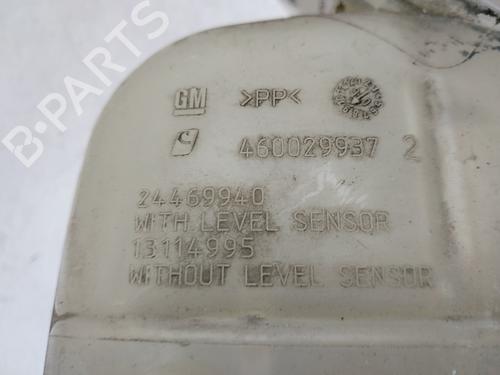 GM >PP<
460029937 2
24469940
WITH LEVEL SENSOR
13114995
WITHOUT LEVEL SENSOR
B-PARTS